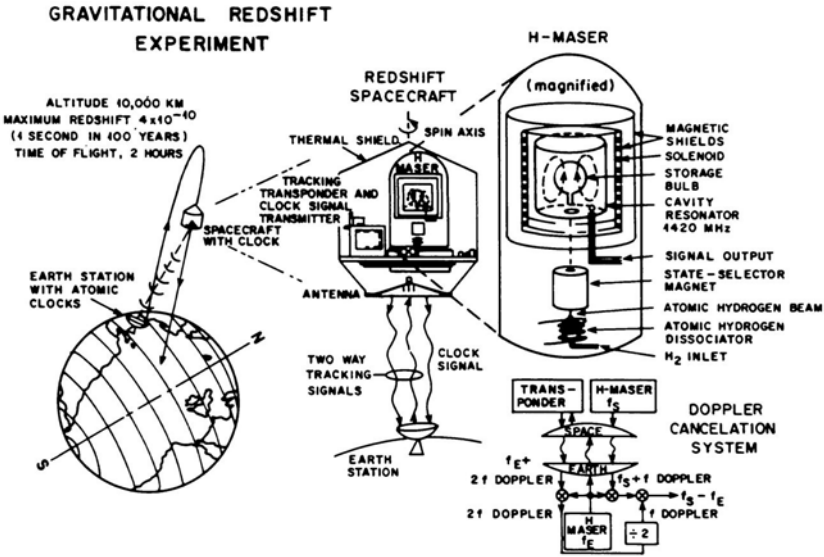 GRAVITATIONAL REDSHIFT
EXPERIMENT
ALTITUDE 10,000 KM
MAXIMUM REDSHIFT 4x10⁻¹⁰
(1 SECOND IN 100 YEARS)
TIME OF FLIGHT, 2 HOURS
SPACECRAFT
WITH CLOCK
EARTH STATION
WITH ATOMIC
CLOCKS
N
S
REDSHIFT
SPACECRAFT
SPIN AXIS
THERMAL SHIELD
H
MASER
TRACKING
TRANSPONDER AND
CLOCK SIGNAL
TRANSMITTER
ANTENNA
TWO WAY
TRACKING
SIGNALS
CLOCK
SIGNAL
EARTH
STATION
H-MASER
(magnified)
MAGNETIC
SHIELDS
SOLENOID
STORAGE
BULB
CAVITY
RESONATOR
1420 MHz
SIGNAL OUTPUT
STATE-SELECTOR
MAGNET
ATOMIC HYDROGEN BEAM
ATOMIC HYDROGEN
DISSOCIATOR
H₂ INLET
TRANS-
PONDER
H-MASER
fS
DOPPLER
CANCELATION
SYSTEM
SPACE
EARTH
fE+
2f DOPPLER
fS+f DOPPLER
fS-fE
2f DOPPLER
H
MASER
fE
÷2
f DOPPLER